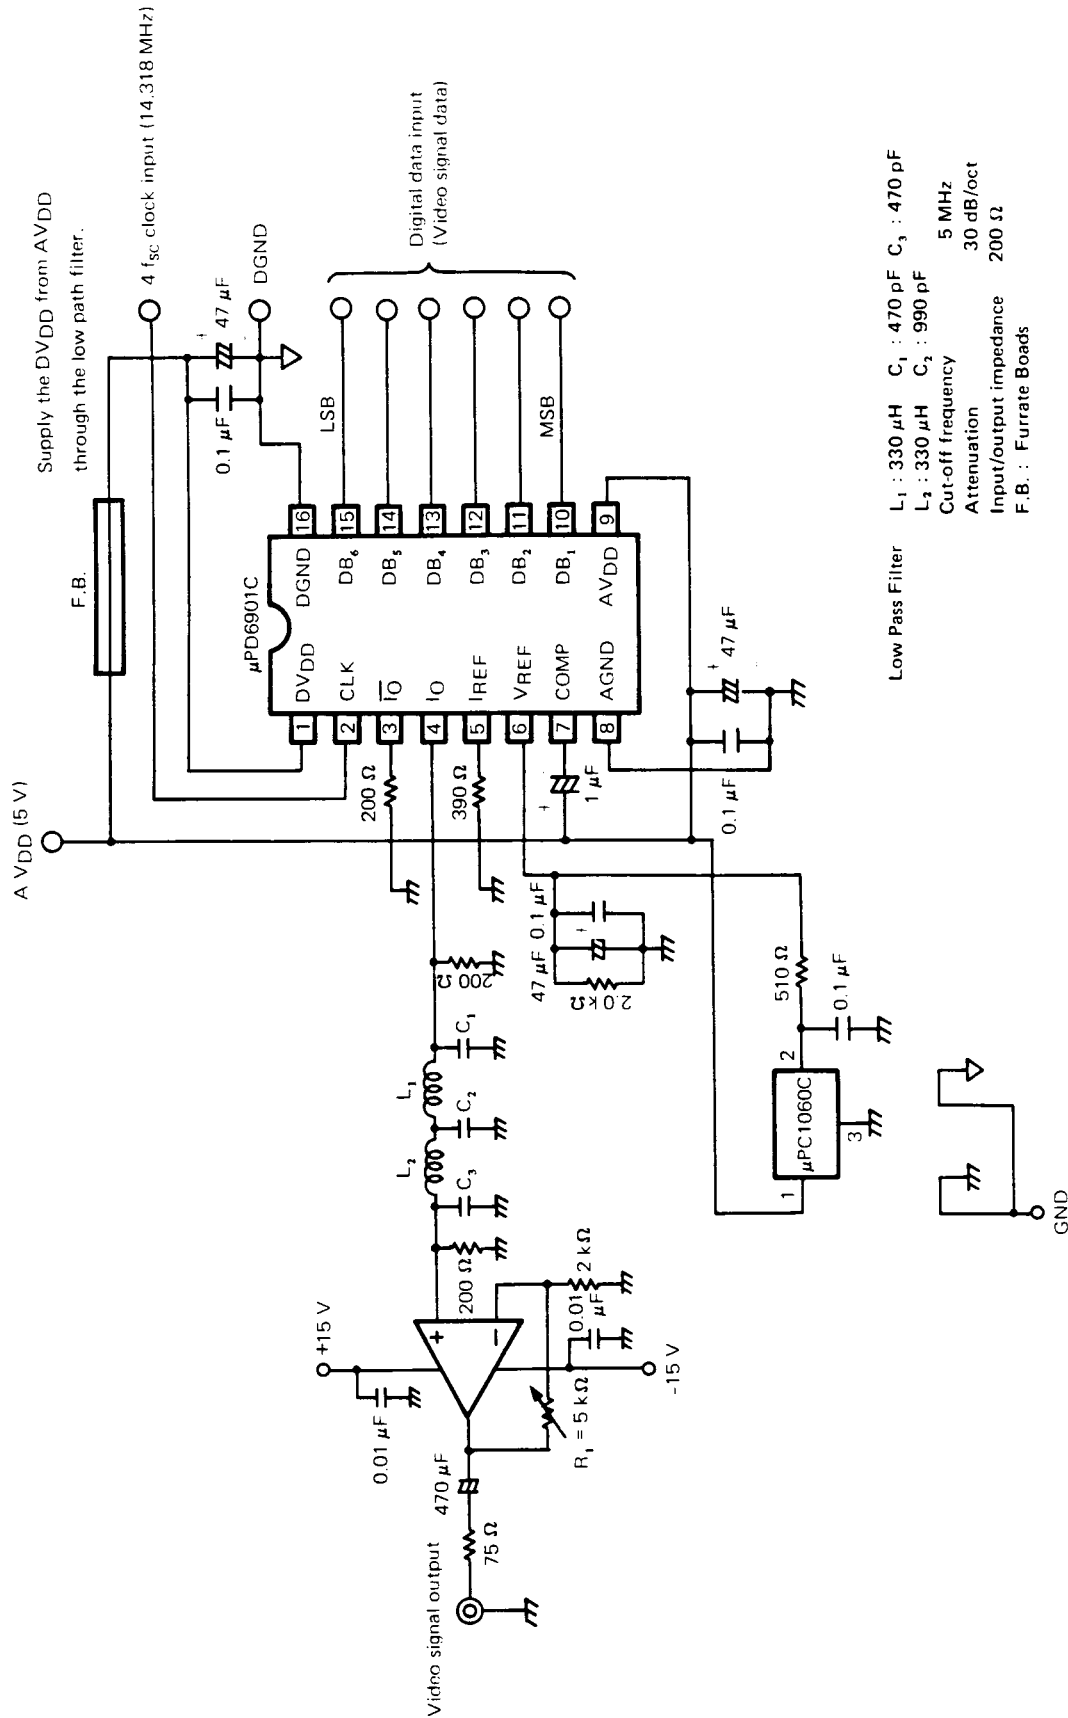 Supply the DVDD from AVDD
through the low path filter.
A VDD (5 V)
F.B.
4 fsc clock input (14.318 MHz)
47 μF
+
DGND
0.1 μF
μPD6901C
1
2
3
4
5
6
7
8
DVDD
CLK
IO
IO
IREF
VREF
COMP
AGND
16
15
14
13
12
11
10
9
DGND
DB6
DB5
DB4
DB3
DB2
DB1
AVDD
LSB
MSB
Digital data input
(Video signal data)
200 Ω
390 Ω
+
1 μF
0.1 μF
+
47 μF
200Ω
47 μF
0.1 μF
+
2.0kΩ
510 Ω
0.1 μF
μPC1060C
1
2
3
GND
L1
L2
C1
C2
C3
200 Ω
+
−
+15 V
0.01 μF
-15 V
0.01
μF
2 kΩ
R1 = 5 kΩ
470 μF
75 Ω
Video signal output
Low Pass Filter
L1 : 330 μH C1 : 470 pF C3 : 470 pF
L2 : 330 μH C2 : 990 pF
Cut-off frequency 5 MHz
Attenuation 30 dB/oct
Input/output impedance 200 Ω
F.B. : Furrate Boads